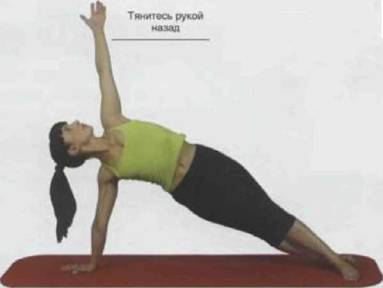 Тянитесь рукой
назад